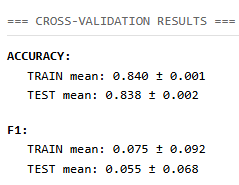 === CROSS-VALIDATION RESULTS ===
ACCURACY:
TRAIN mean: 0.840 ± 0.001
TEST mean: 0.838 ± 0.002
F1:
TRAIN mean: 0.075 ± 0.092
TEST mean: 0.055 ± 0.068